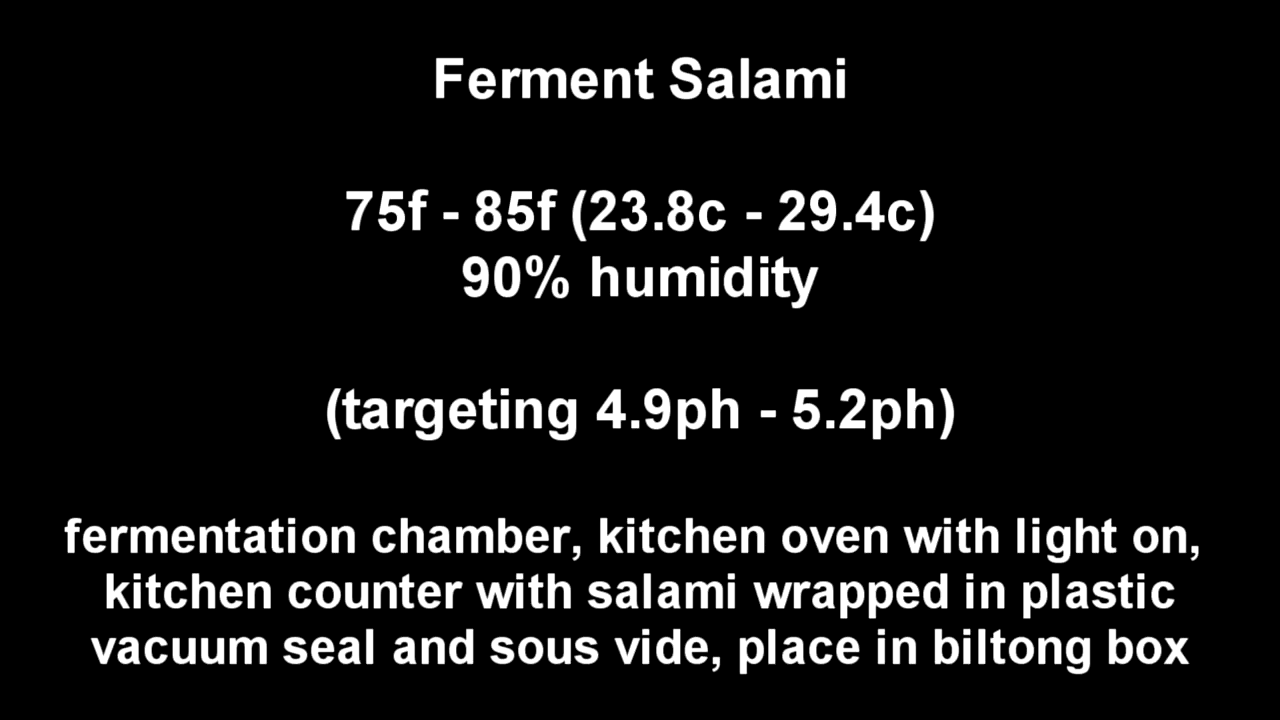 Ferment Salami
75f - 85f (23.8c - 29.4c)
90% humidity
(targeting 4.9ph - 5.2ph)
fermentation chamber, kitchen oven with light on,
kitchen counter with salami wrapped in plastic
vacuum seal and sous vide, place in biltong box